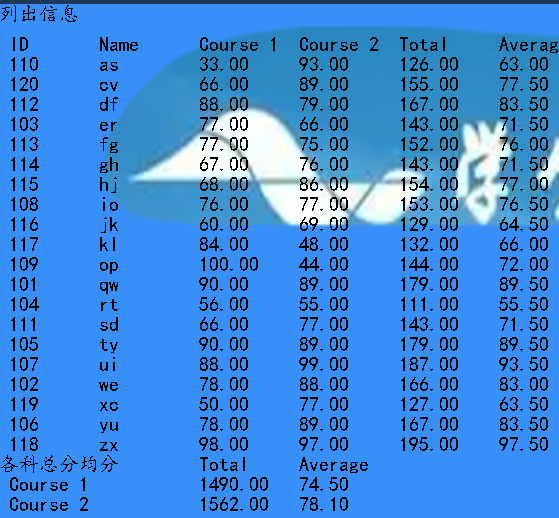 列出信息
ID Name Course 1 Course 2 Total Averag
110 as 33.00 93.00 126.00 63.00
120 cv 66.00 89.00 155.00 77.50
112 df 88.00 79.00 167.00 83.50
103 er 77.00 66.00 143.00 71.50
113 fg 77.00 75.00 152.00 76.00
114 gh 67.00 76.00 143.00 71.50
115 hj 68.00 86.00 154.00 77.00
108 io 76.00 77.00 153.00 76.50
116 jk 60.00 69.00 129.00 64.50
117 kl 84.00 48.00 132.00 66.00
109 op 100.00 44.00 144.00 72.00
101 qw 90.00 89.00 179.00 89.50
104 rt 56.00 55.00 111.00 55.50
111 sd 66.00 77.00 143.00 71.50
105 ty 90.00 89.00 179.00 89.50
107 ui 88.00 99.00 187.00 93.50
102 we 78.00 88.00 166.00 83.00
119 xc 50.00 77.00 127.00 63.50
106 yu 78.00 89.00 167.00 83.50
118 zx 98.00 97.00 195.00 97.50
各科总分均分 Total Average
Course 1 1490.00 74.50
Course 2 1562.00 78.10